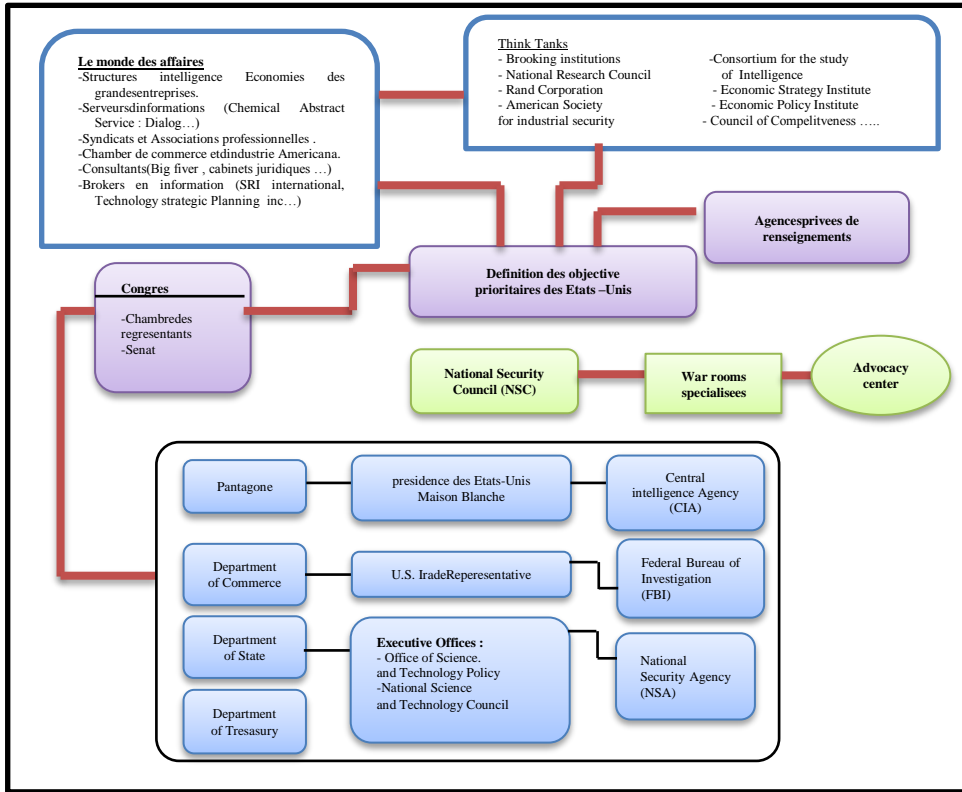 Le monde des affaires
-Structures intelligence Economies des
grandesentreprises.
-Serveursdinformations (Chemical Abstract
Service : Dialog…)
-Syndicats et Associations professionnelles .
-Chamber de commerce etdindustrie Americana.
-Consultants(Big fiver , cabinets juridiques …)
-Brokers en information (SRI international,
Technology strategic Planning inc…)
Think Tanks
- Brooking institutions
- National Research Council
- Rand Corporation
- American Society
for industrial security
-Consortium for the study
of Intelligence
- Economic Strategy Institute
- Economic Policy Institute
- Council of Compelitveness …..
Agencesprivees de
renseignements
Definition des objective
prioritaires des Etats –Unis
Congres
-Chambredes
regresentants
-Senat
National Security
Council (NSC)
War rooms
specialisees
Advocacy
center
Pantagone
presidence des Etats-Unis
Maison Blanche
Central
intelligence Agency
(CIA)
Department
of Commerce
U.S. IradeReperesentative
Federal Bureau of
Investigation
(FBI)
Department
of State
Executive Offices :
- Office of Science.
and Technology Policy
-National Science
and Technology Council
National
Security Agency
(NSA)
Department
of Tresasury